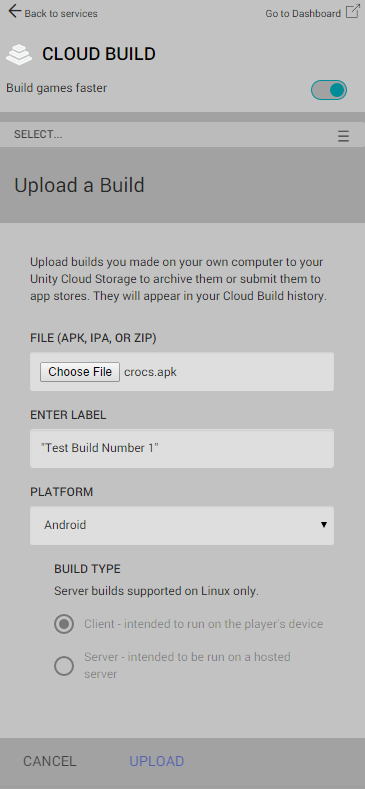 Back to services
Go to Dashboard
CLOUD BUILD
Build games faster
SELECT...
Upload a Build
Upload builds you made on your own computer to your
Unity Cloud Storage to archive them or submit them to
app stores. They will appear in your Cloud Build history.
FILE (APK, IPA, OR ZIP)
Choose File crocs.apk
ENTER LABEL
"Test Build Number 1"
PLATFORM
Android
BUILD TYPE
Server builds supported on Linux only.
Client - intended to run on the player's device
Server - intended to be run on a hosted
server
CANCEL UPLOAD